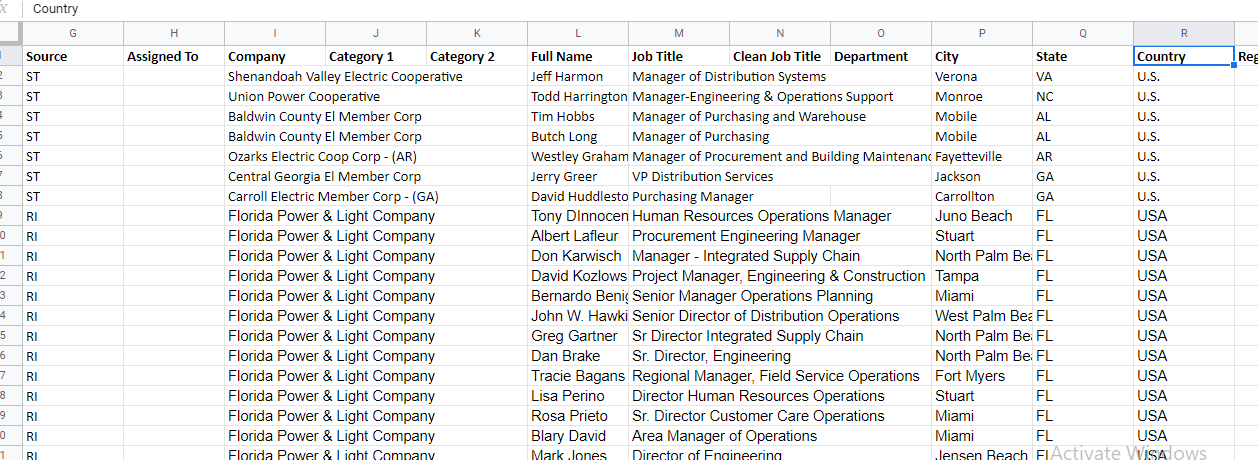 Country
G H I J K L M N O P Q R
Source Assigned To Company Category 1 Category 2 Full Name Job Title Clean Job Title Department City State Country Reg
2 ST Shenandoah Valley Electric Cooperative Jeff Harmon Manager of Distribution Systems Verona VA U.S.
3 ST Union Power Cooperative Todd Harrington Manager-Engineering & Operations Support Monroe NC U.S.
4 ST Baldwin County El Member Corp Tim Hobbs Manager of Purchasing and Warehouse Mobile AL U.S.
5 ST Baldwin County El Member Corp Butch Long Manager of Purchasing Mobile AL U.S.
6 ST Ozarks Electric Coop Corp - (AR) Westley Graham Manager of Procurement and Building Maintenanc Fayetteville AR U.S.
7 ST Central Georgia El Member Corp Jerry Greer VP Distribution Services Jackson GA U.S.
8 ST Carroll Electric Member Corp - (GA) David Huddlesto Purchasing Manager Carrollton GA U.S.
9 RI Florida Power & Light Company Tony DInnocen Human Resources Operations Manager Juno Beach FL USA
0 RI Florida Power & Light Company Albert Lafleur Procurement Engineering Manager Stuart FL USA
1 RI Florida Power & Light Company Don Karwisch Manager - Integrated Supply Chain North Palm Be FL USA
2 RI Florida Power & Light Company David Kozlows Project Manager, Engineering & Construction Tampa FL USA
3 RI Florida Power & Light Company Bernardo Benig Senior Manager Operations Planning Miami FL USA
4 RI Florida Power & Light Company John W. Hawki Senior Director of Distribution Operations West Palm Bea FL USA
5 RI Florida Power & Light Company Greg Gartner Sr Director Integrated Supply Chain North Palm Be FL USA
6 RI Florida Power & Light Company Dan Brake Sr. Director, Engineering North Palm Be FL USA
7 RI Florida Power & Light Company Tracie Bagans Regional Manager, Field Service Operations Fort Myers FL USA
8 RI Florida Power & Light Company Lisa Perino Director Human Resources Operations Stuart FL USA
9 RI Florida Power & Light Company Rosa Prieto Sr. Director Customer Care Operations Miami FL USA
0 RI Florida Power & Light Company Blary David Area Manager of Operations Miami FL USA
1 RI Florida Power & Light Company Mark Jones Director of Engineering Jensen Beach FL USA
Activate Windows